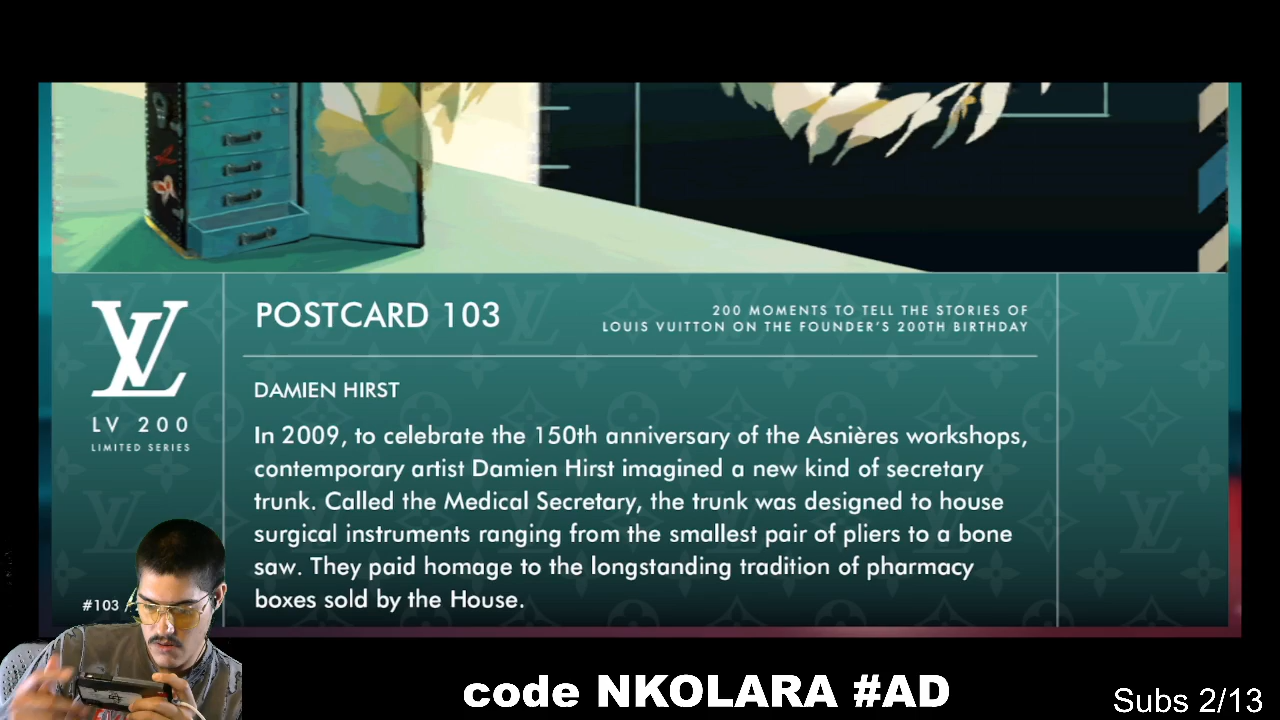 LV
LV 200
LIMITED SERIES
#103
POSTCARD 103
200 MOMENTS TO TELL THE STORIES OF
LOUIS VUITTON ON THE FOUNDER'S 200TH BIRTHDAY
DAMIEN HIRST
In 2009, to celebrate the 150th anniversary of the Asnières workshops,
contemporary artist Damien Hirst imagined a new kind of secretary
trunk. Called the Medical Secretary, the trunk was designed to house
surgical instruments ranging from the smallest pair of pliers to a bone
saw. They paid homage to the longstanding tradition of pharmacy
boxes sold by the House.
code NKOLARA #AD
Subs 2/13